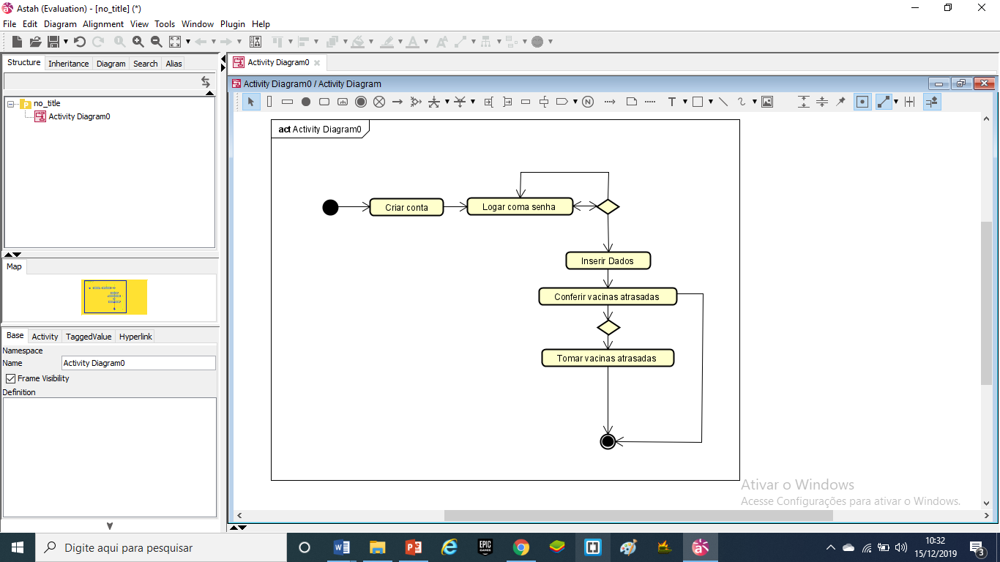 Astah (Evaluation) - [no_title] (*)
File Edit Diagram Alignment View Tools Window Plugin Help
Structure Inheritance Diagram Search Alias
Activity Diagram0
Activity Diagram0 / Activity Diagram
no_title
Activity Diagram0
act Activity Diagram0
Criar conta
Logar coma senha
Inserir Dados
Conferir vacinas atrasadas
Tomar vacinas atrasadas
Map
Base Activity TaggedValue Hyperlink
Namespace
Name Activity Diagram0
Frame Visibility
Definition
Ativar o Windows
Acesse Configurações para ativar o Windows.
Digite aqui para pesquisar
EPIC GAMES
10:32
15/12/2019
3